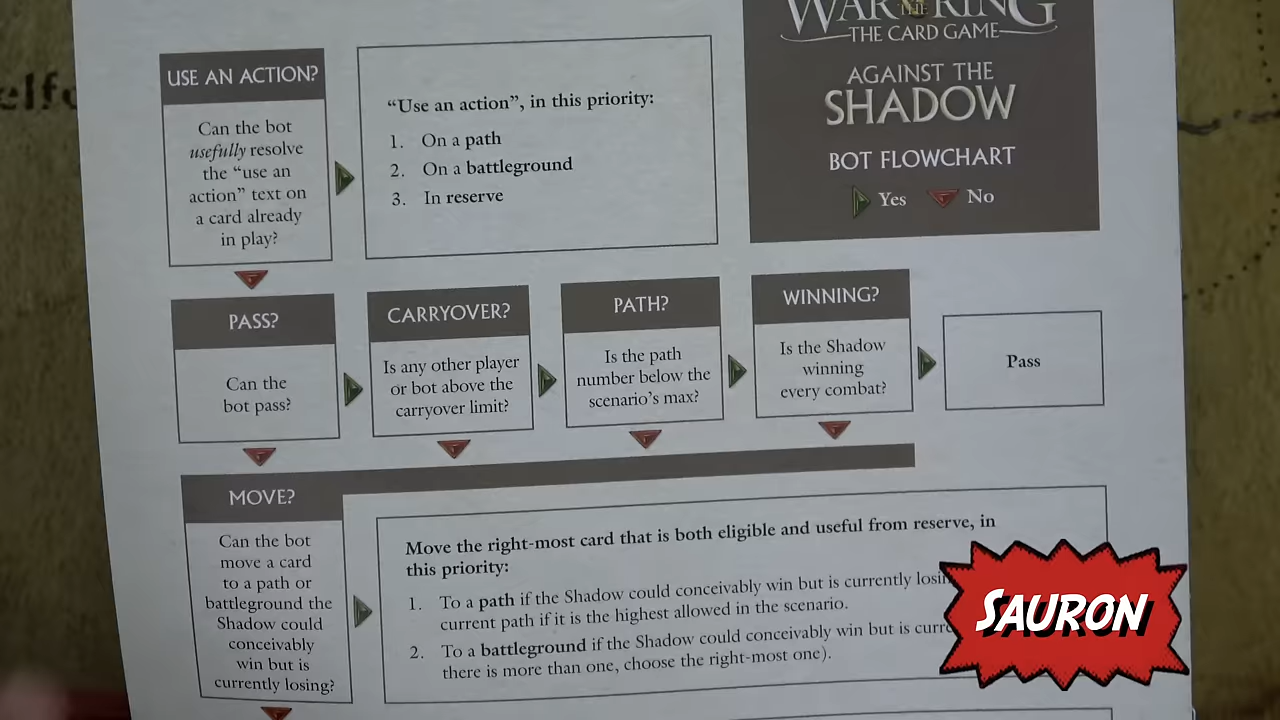 WAR THE RING
THE CARD GAME
AGAINST THE
SHADOW
BOT FLOWCHART
Yes No
USE AN ACTION?
Can the bot
usefully resolve
the “use an
action” text on
a card already
in play?
“Use an action”, in this priority:
1. On a path
2. On a battleground
3. In reserve
PASS?
Can the
bot pass?
CARRYOVER?
Is any other player
or bot above the
carryover limit?
PATH?
Is the path
number below the
scenario’s max?
WINNING?
Is the Shadow
winning
every combat?
Pass
MOVE?
Can the bot
move a card
to a path or
battleground the
Shadow could
conceivably
win but is
currently losing?
Move the right-most card that is both eligible and useful from reserve, in
this priority:
1. To a path if the Shadow could conceivably win but is currently
current path if it is the highest allowed in the scenario.
2. To a battleground if the Shadow could conceivably win but is
there is more than one, choose the right-most one).
SAURON